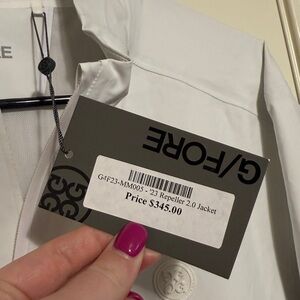 G/FORE
G4F23-MM005 - '23 Repeller 2.0 Jacket
Price $345.00